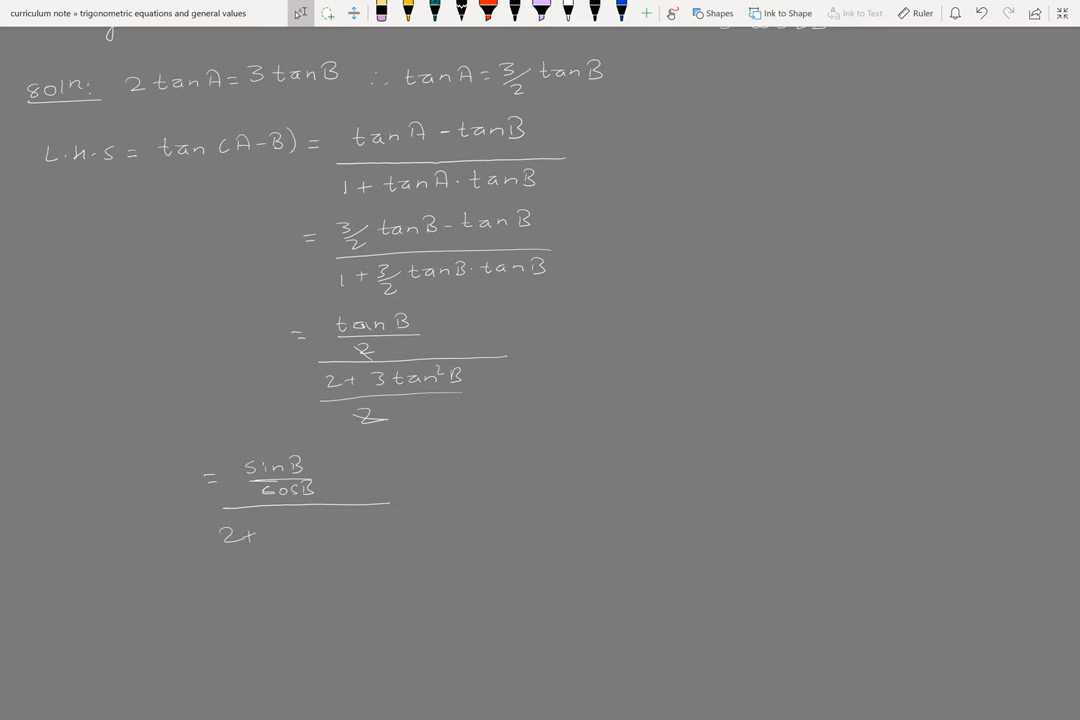 curriculum note » trigonometric equations and general values
Shapes Ink to Shape Ink to Text Ruler
soln: 2 tan A = 3 tan B ∴ tan A = 3/2 tan B
L.H.S = tan (A-B) = tan A - tan B
1 + tan A · tan B
= 3/2 tan B - tan B
1 + 3/2 tan B · tan B
= tan B
2
2 + 3 tan²B
2
= sin B
cos B
2+